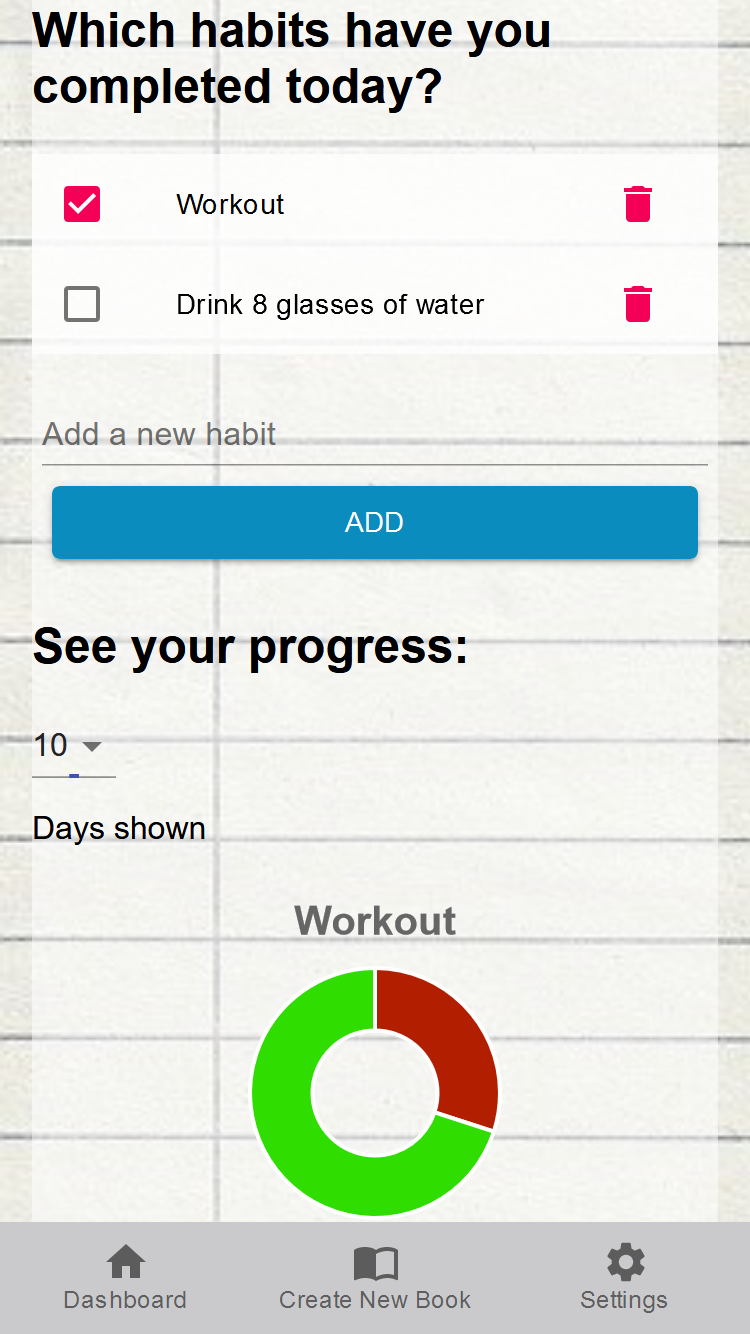 Which habits have you
completed today?
Workout
Drink 8 glasses of water
Add a new habit
ADD
See your progress:
10
Days shown
Workout
Dashboard
Create New Book
Settings